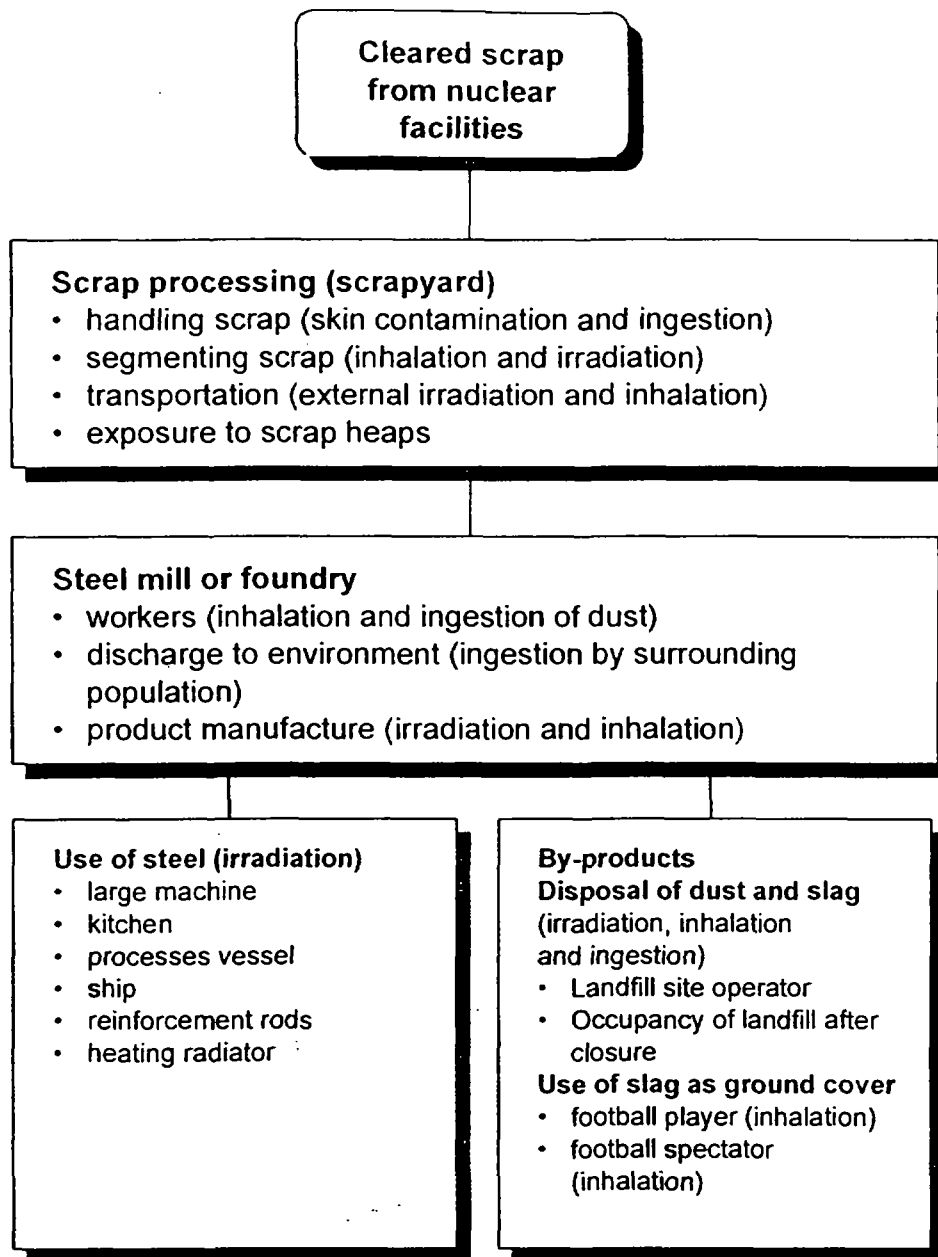 Cleared scrap
from nuclear
facilities
Scrap processing (scrapyard)
• handling scrap (skin contamination and ingestion)
• segmenting scrap (inhalation and irradiation)
• transportation (external irradiation and inhalation)
• exposure to scrap heaps
Steel mill or foundry
• workers (inhalation and ingestion of dust)
• discharge to environment (ingestion by surrounding
population)
• product manufacture (irradiation and inhalation)
Use of steel (irradiation)
• large machine
• kitchen
• processes vessel
• ship
• reinforcement rods
• heating radiator
By-products
Disposal of dust and slag
(irradiation, inhalation
and ingestion)
• Landfill site operator
• Occupancy of landfill after
closure
Use of slag as ground cover
• football player (inhalation)
• football spectator
(inhalation)